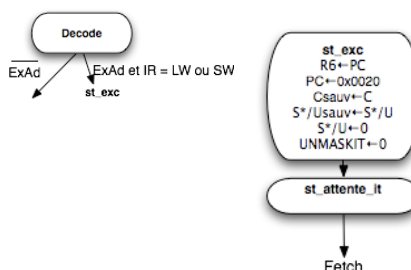 Decode
ExAd
ExAd et IR = LW ou SW
st_exc
st_exc
R6←PC
PC←0x0020
Csauv←C
S*/Usauv←S*/U
S*/U←0
UNMASKIT←0
st_attente_it
Fetch